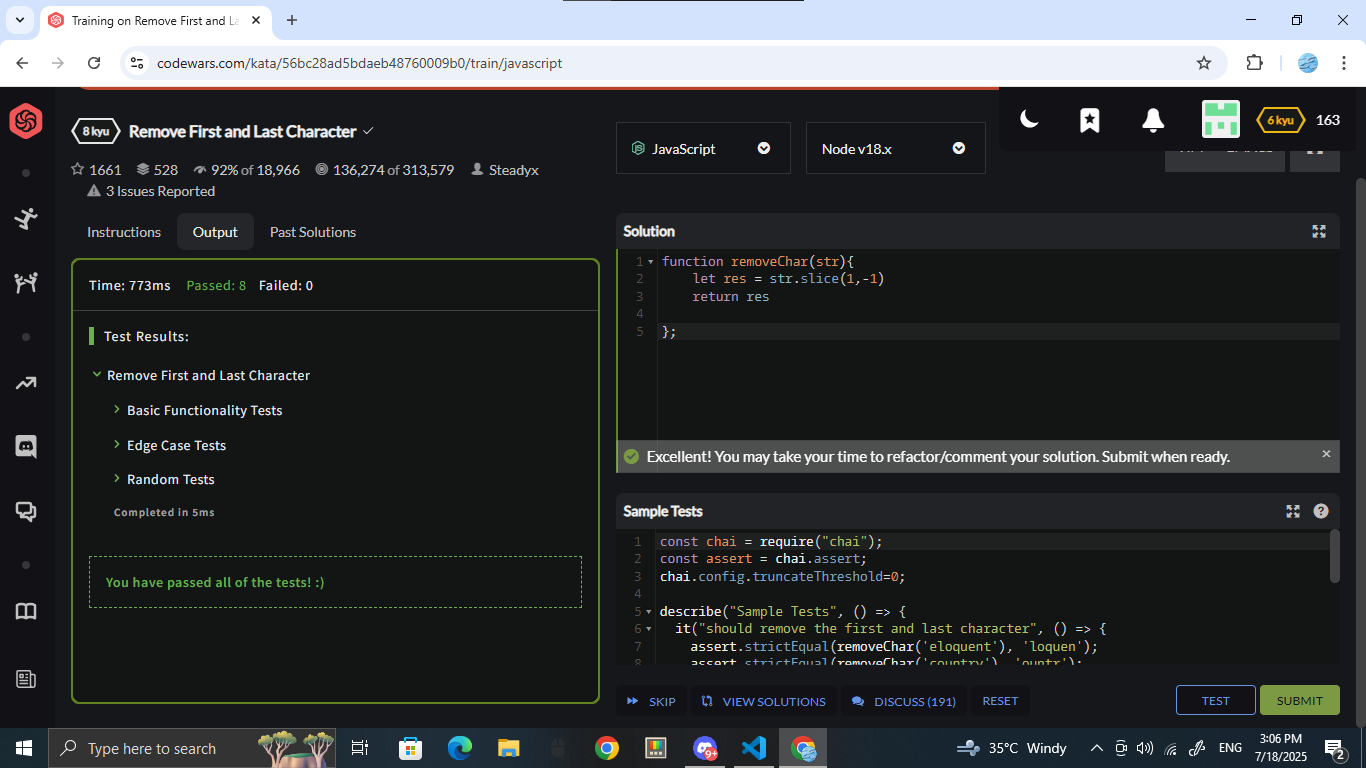 Training on Remove First and La
codewars.com/kata/56bc28ad5bdaeb48760009b0/train/javascript
8 kyu Remove First and Last Character
6 kyu 163
1661 528 92% of 18,966 136,274 of 313,579 Steadyx
3 Issues Reported
JavaScript
Node v18.x
Instructions Output Past Solutions
Time: 773ms Passed: 8 Failed: 0
Test Results:
Remove First and Last Character
Basic Functionality Tests
Edge Case Tests
Random Tests
Completed in 5ms
You have passed all of the tests! :)
Solution
1 function removeChar(str){
2 let res = str.slice(1,-1)
3 return res
4
5 };
Excellent! You may take your time to refactor/comment your solution. Submit when ready.
Sample Tests
?
1 const chai = require("chai");
2 const assert = chai.assert;
3 chai.config.truncateThreshold=0;
4
5 describe("Sample Tests", () => {
6 it("should remove the first and last character", () => {
7 assert.strictEqual(removeChar('eloquent'), 'loquen');
8 assert.strictEqual(removeChar('country'), 'ountr');
SKIP VIEW SOLUTIONS DISCUSS (191) RESET TEST SUBMIT
Type here to search
9+
35°C Windy
ENG
3:06 PM
7/18/2025
2